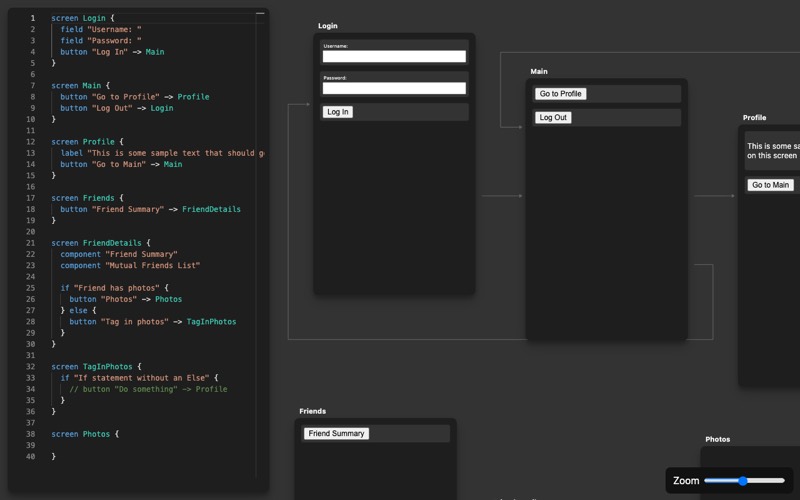 1 screen Login {
2 field "Username: "
3 field "Password: "
4 button "Log In" -> Main
5 }
6
7 screen Main {
8 button "Go to Profile" -> Profile
9 button "Log Out" -> Login
10 }
11
12 screen Profile {
13 label "This is some sample text that should g
14 button "Go to Main" -> Main
15 }
16
17 screen Friends {
18 button "Friend Summary" -> FriendDetails
19 }
20
21 screen FriendDetails {
22 component "Friend Summary"
23 component "Mutual Friends List"
24
25 if "Friend has photos" {
26 button "Photos" -> Photos
27 } else {
28 button "Tag in photos" -> TagInPhotos
29 }
30 }
31
32 screen TagInPhotos {
33 if "If statement without an Else" {
34 // button "Do something" -> Profile
35 }
36 }
37
38 screen Photos {
39
40 }
Login
Username:
Password:
Log In
Main
Go to Profile
Log Out
Profile
This is some sa
on this screen
Go to Main
Friends
Friend Summary
Photos
Zoom